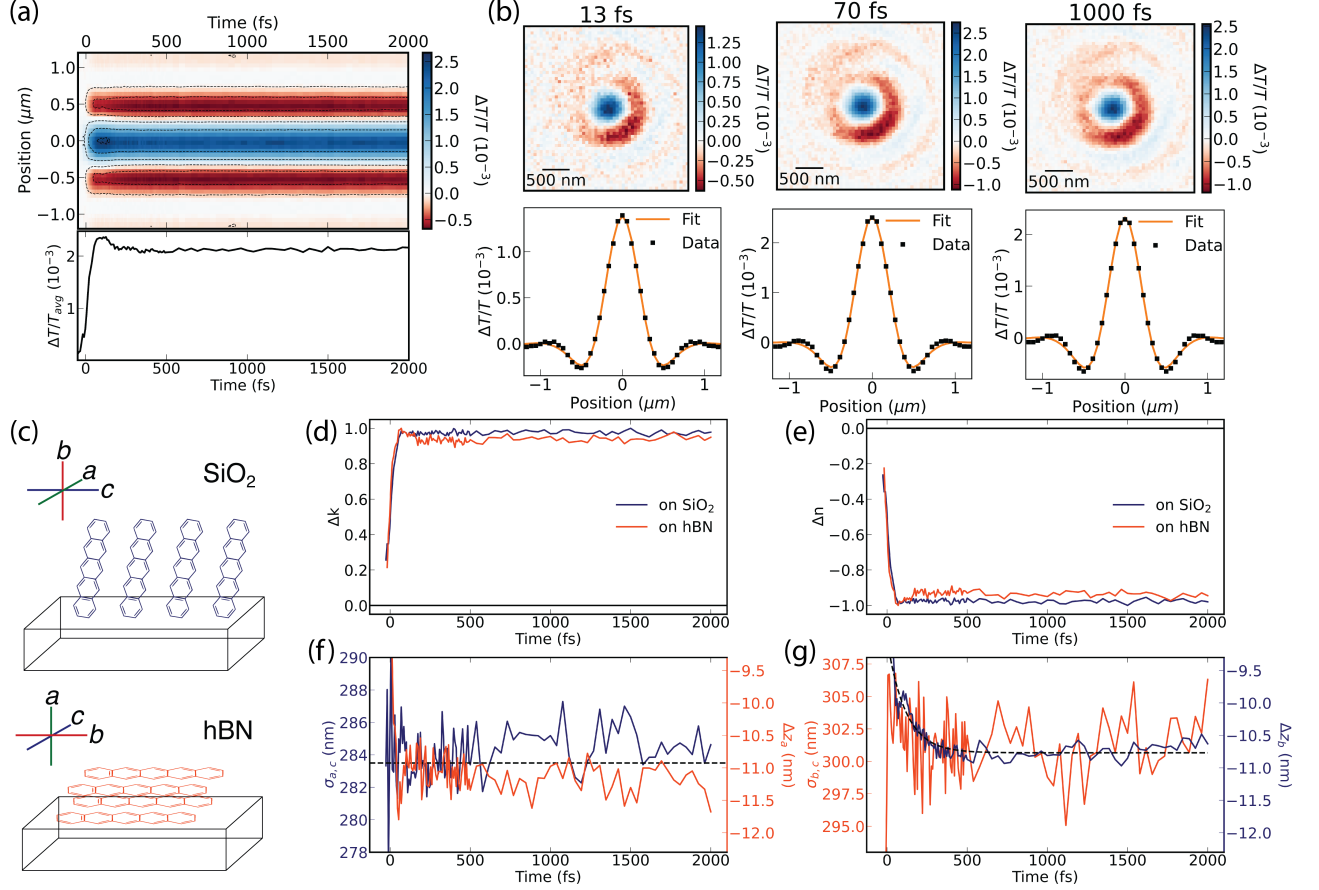 (a)
Time (fs)
0 500 1000 1500 2000
1.0
0.5
0.0
−0.5
−1.0
Position (μm)
2.5
2.0
1.5
1.0
0.5
0.0
−0.5
ΔT/T (10⁻³)
2
1
ΔT/T_avg (10⁻³)
0 500 1000 1500 2000
Time (fs)
(b)
13 fs
500 nm
1.25
1.00
0.75
0.50
0.25
0.00
−0.25
−0.50
ΔT/T (10⁻³)
70 fs
500 nm
2.5
2.0
1.5
1.0
0.5
0.0
−0.5
−1.0
ΔT/T (10⁻³)
1000 fs
500 nm
2.5
2.0
1.5
1.0
0.5
0.0
−0.5
−1.0
ΔT/T (10⁻³)
Fit
Data
1.0
0.5
0.0
ΔT/T (10⁻³)
−1 0 1
Position (μm)
Fit
Data
2
1
0
ΔT/T (10⁻³)
−1 0 1
Position (μm)
Fit
Data
2
1
0
ΔT/T (10⁻³)
−1 0 1
Position (μm)
(c)
b
a
c
SiO₂
a
c
b
hBN
(d)
1.0
0.8
0.6
0.4
0.2
0.0
Δk
on SiO₂
on hBN
0 500 1000 1500 2000
Time (fs)
(e)
0.0
−0.2
−0.4
−0.6
−0.8
−1.0
Δn
on SiO₂
on hBN
0 500 1000 1500 2000
Time (fs)
(f)
290
288
286
284
282
280
278
σ_a,c (nm)
−9.5
−10.0
−10.5
−11.0
−11.5
−12.0
Δz_a (nm)
0 500 1000 1500 2000
Time (fs)
(g)
307.5
305.0
302.5
300.0
297.5
295.0
σ_b,c (nm)
−9.5
−10.0
−10.5
−11.0
−11.5
−12.0
Δz_b (nm)
0 500 1000 1500 2000
Time (fs)